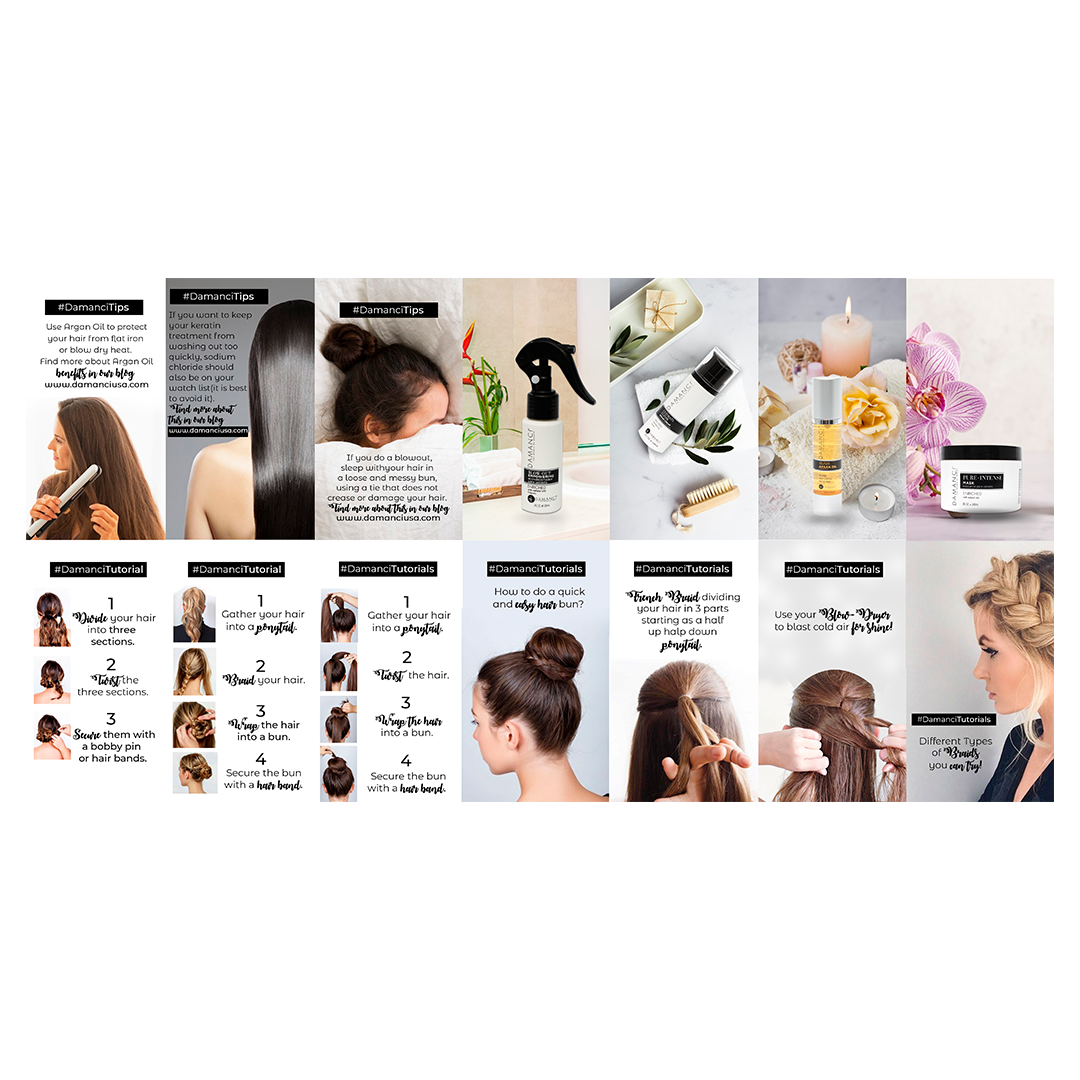 #DamanciTips
Use Argan Oil to protect
your hair from flat iron
or blow dry heat.
Find more about Argan Oil
benefits in our blog
www.damanciusa.com
#DamanciTips
If you want to keep
your keratin
treatment from
washing out too
quickly, sodium
chloride should
also be on your
watch list(it is best
to avoid it).
Find more about
this in our blog
www.damanciusa.com
#DamanciTips
If you do a blowout,
sleep withyour hair in
a loose and messy bun,
using a tie that does not
crease or damage your hair.
Find more about this in our blog
www.damanciusa.com
DAMANCI
BLOW-OUT
ENRICHED
DAMANCI
DAMANCI
DAMANCI
ARGAN OIL
DAMANCI
PURE-INTENSE
MASK
ENRICHED
#DamanciTutorial
1
Divide your hair
into three
sections.
2
Twist the
three sections.
3
Secure them with
a bobby pin
or hair bands.
#DamanciTutorial
1
Gather your hair
into a ponytail.
2
Braid your hair.
3
Wrap the hair
into a bun.
4
Secure the bun
with a hair band.
#DamanciTutorials
1
Gather your hair
into a ponytail.
2
Twist the hair.
3
Wrap the hair
into a bun.
4
Secure the bun
with a hair band.
#DamanciTutorials
How to do a quick
and easy hair bun?
#DamanciTutorials
French Braid dividing
your hair in 3 parts
starting as a half
up halp down
ponytail.
#DamanciTutorials
Use your Blow-Dryer
to blast cold air for Shine!
#DamanciTutorials
Different Types
of Braids
you can try!